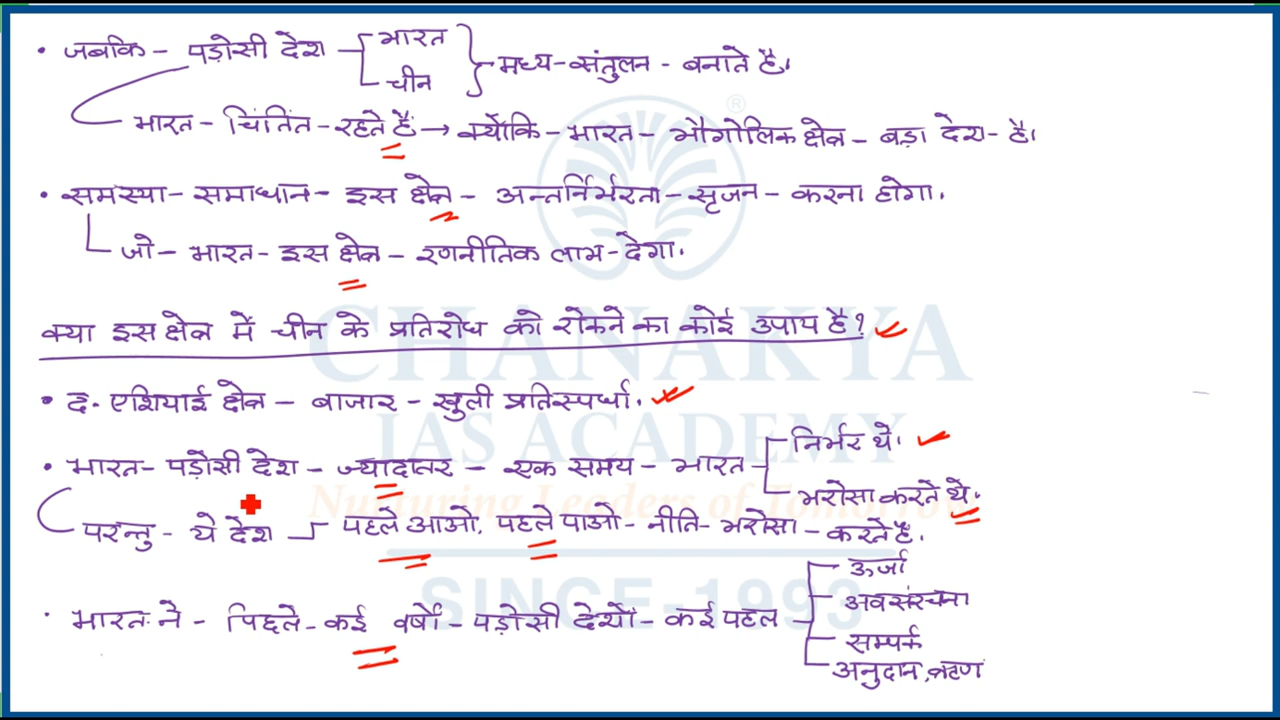 • जबकि - पड़ोसी देश
भारत
चीन
मध्य-संतुलन - बनाते है।
भारत - चिंतिंत - रहते हैं → क्योंकि - भारत - भौगोलिक क्षेत्र - बड़ा देश - है।
• समस्या - समाधान - इस क्षेत्र - अन्तर्निर्भरता - सृजन - करना होगा।
जो - भारत - इस क्षेत्र - रणनीतिक लाभ - देगा।
क्या इस क्षेत्र में चीन के प्रतिरोध को रोकने का कोई उपाय है?
• द. एशियाई क्षेत्र - बाजार - खुली प्रतिस्पर्धा।
• भारत - पड़ोसी देश - ज्यादातर - एक समय - भारत
निर्भर थे।
भरोसा करते थे।
परन्तु - ये देश
पहले आओ, पहले पाओ - नीति - भरोसा - करते हैं।
• भारत ने - पिछले - कई वर्षों - पड़ोसी देशों - कई पहल
ऊर्जा
अवसंरचना
सम्पर्क
अनुदान, ऋण
CHANAKYA
IAS ACADEMY
Nurturing Leaders of Tomorrow
SINCE-1993
®